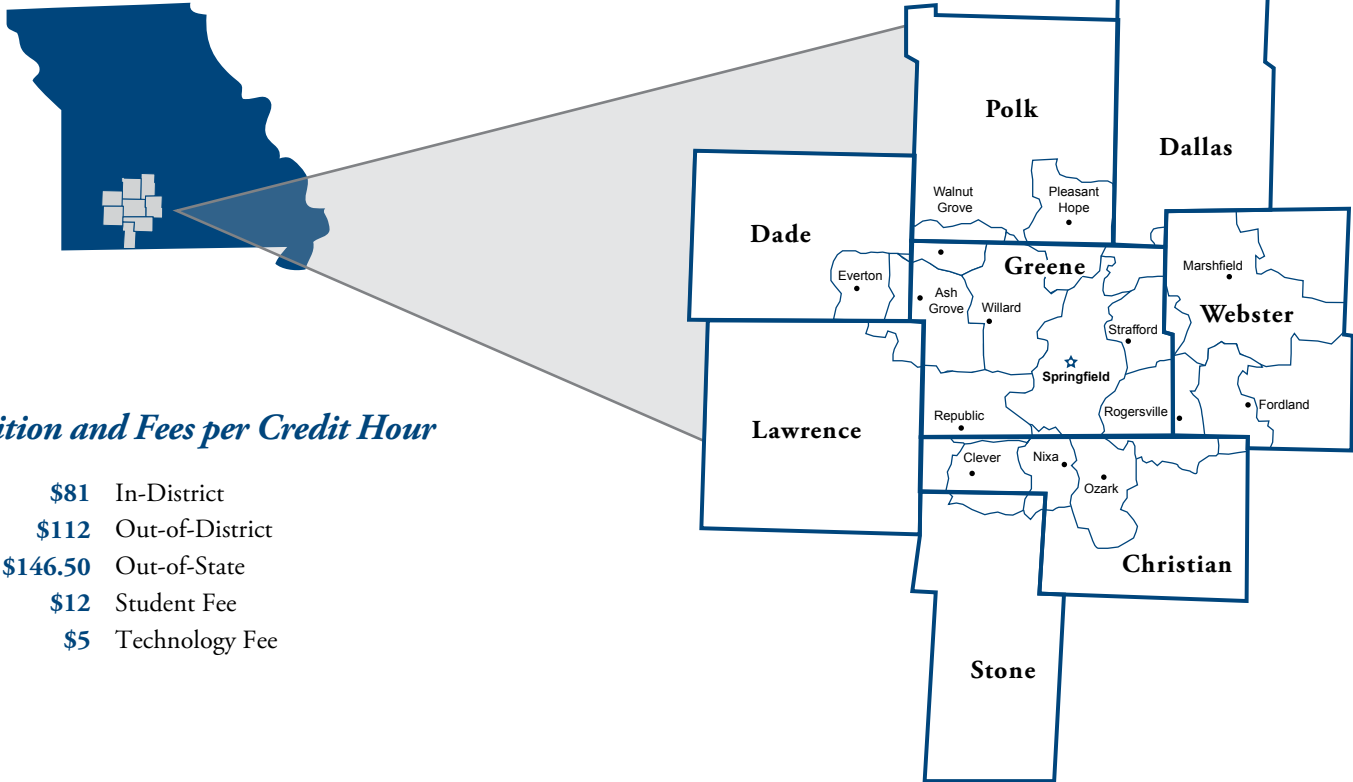 ition and Fees per Credit Hour
$81 In-District
$112 Out-of-District
$146.50 Out-of-State
$12 Student Fee
$5 Technology Fee
Polk
Dallas
Walnut
Grove
Pleasant
Hope
Dade
Greene
Everton
Marshfield
Ash
Grove
Willard
Webster
Strafford
Springfield
Republic
Rogersville
Fordland
Lawrence
Clever
Nixa
Ozark
Christian
Stone